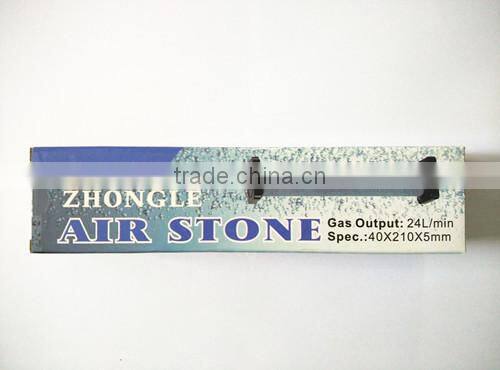 trade.china.cn
ZHONGLE
AIR STONE
Gas Output: 24L/min
Spec.:40X210X5mm